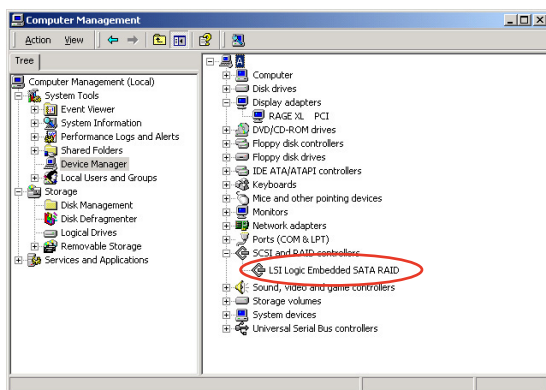 Computer Management
Action View
Tree
Computer Management (Local)
System Tools
Event Viewer
System Information
Performance Logs and Alerts
Shared Folders
Device Manager
Local Users and Groups
Storage
Disk Management
Disk Defragmenter
Logical Drives
Removable Storage
Services and Applications
A
Computer
Disk drives
Display adapters
RAGE XL PCI
DVD/CD-ROM drives
Floppy disk controllers
Floppy disk drives
IDE ATA/ATAPI controllers
Keyboards
Mice and other pointing devices
Monitors
Network adapters
Ports (COM & LPT)
SCSI and RAID controllers
LSI Logic Embedded SATA RAID
Sound, video and game controllers
Storage volumes
System devices
Universal Serial Bus controllers